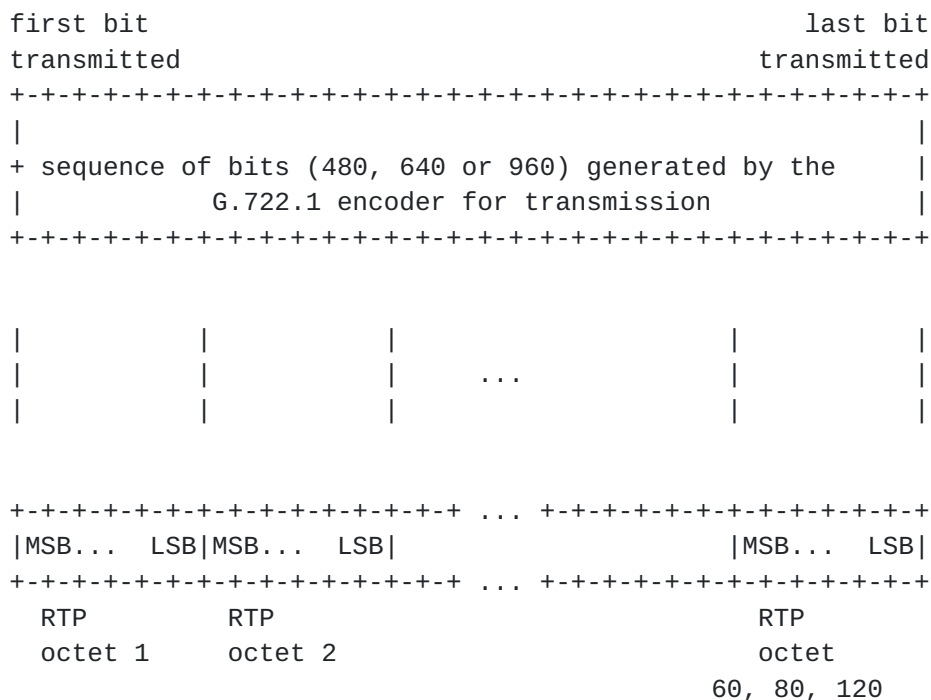 first bit                                          last bit
transmitted                                     transmitted
+-+-+-+-+-+-+-+-+-+-+-+-+-+-+-+-+-+-+-+-+-+-+-+-+-+-+-+-+-+
|                                                         |
+ sequence of bits (480, 640 or 960) generated by the     |
|            G.722.1 encoder for transmission             |
+-+-+-+-+-+-+-+-+-+-+-+-+-+-+-+-+-+-+-+-+-+-+-+-+-+-+-+-+-+
|           |           |                     |           |
|           |           |     ...             |           |
|           |           |                     |           |
+-+-+-+-+-+-+-+-+-+-+-+-+-+-+ ... +-+-+-+-+-+-+-+-+-+-+-+-+
|MSB...  LSB|MSB...  LSB|                     |MSB...  LSB|
+-+-+-+-+-+-+-+-+-+-+-+-+-+-+ ... +-+-+-+-+-+-+-+-+-+-+-+-+
  RTP         RTP                               RTP
  octet 1     octet 2                           octet
                                             60, 80, 120